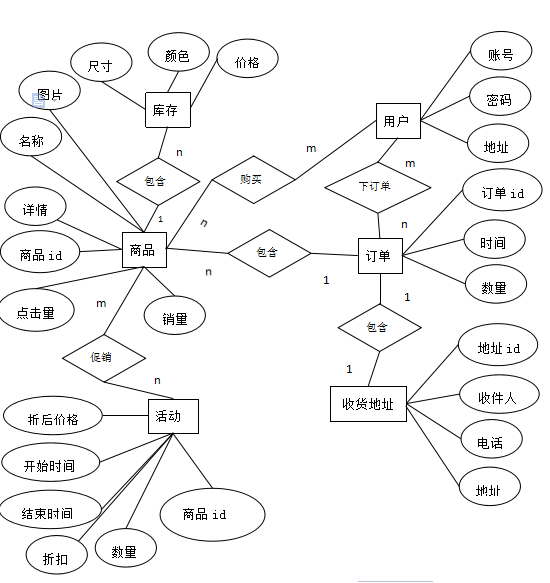 颜色
价格
尺寸
账号
图片
库存
密码
用户
名称
n
m
地址
购买
m
包含
下订单
订单id
详情
1
n
n
时间
商品id
商品
包含
订单
n
1
数量
点击量
销量
m
1
包含
地址id
促销
1
n
收件人
折后价格
活动
收货地址
电话
开始时间
地址
结束时间
商品id
折扣
数量